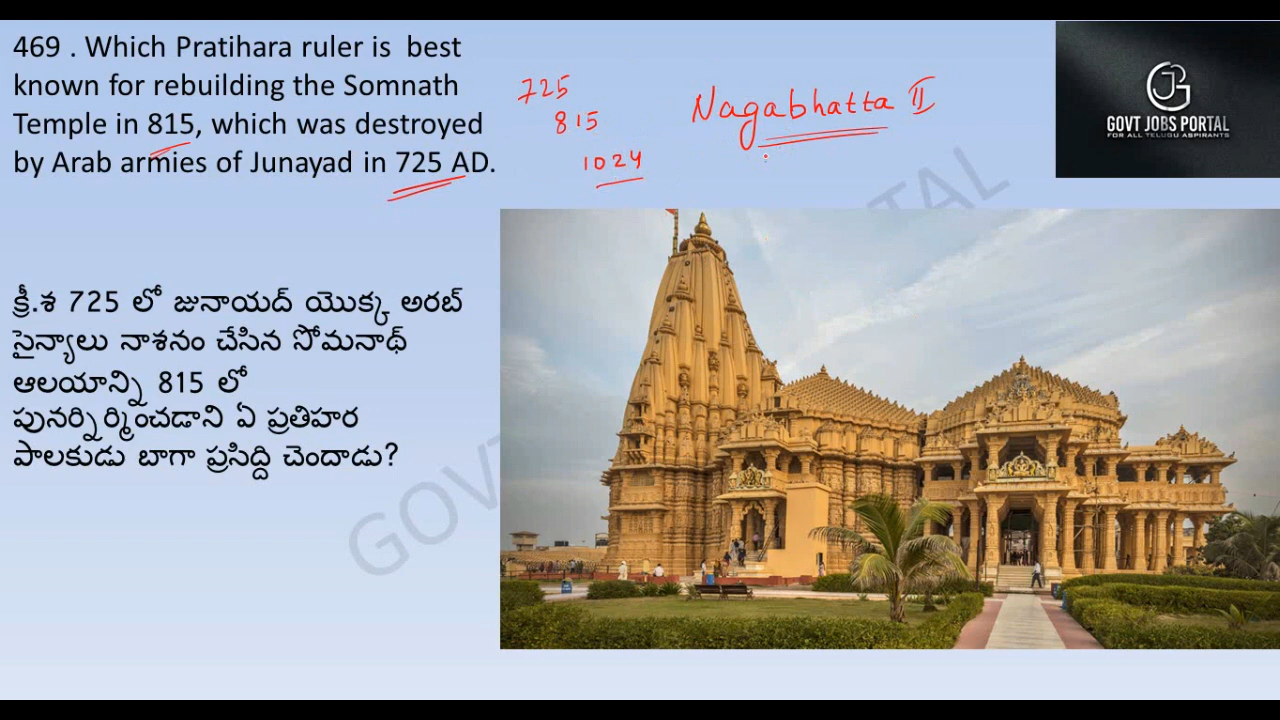 469 . Which Pratihara ruler is best
known for rebuilding the Somnath
Temple in 815, which was destroyed
by Arab armies of Junayad in 725 AD.
725
815
1024
Nagabhatta II
GOVT JOBS PORTAL
FOR ALL TELUGU ASPIRANTS
క్రీ.శ 725 లో జునాయద్ యొక్క అరబ్
సైన్యాలు నాశనం చేసిన సోమనాథ్
ఆలయాన్ని 815 లో
పునర్నిర్మించడాని ఏ ప్రతిహర
పాలకుడు బాగా ప్రసిద్ది చెందాడు?